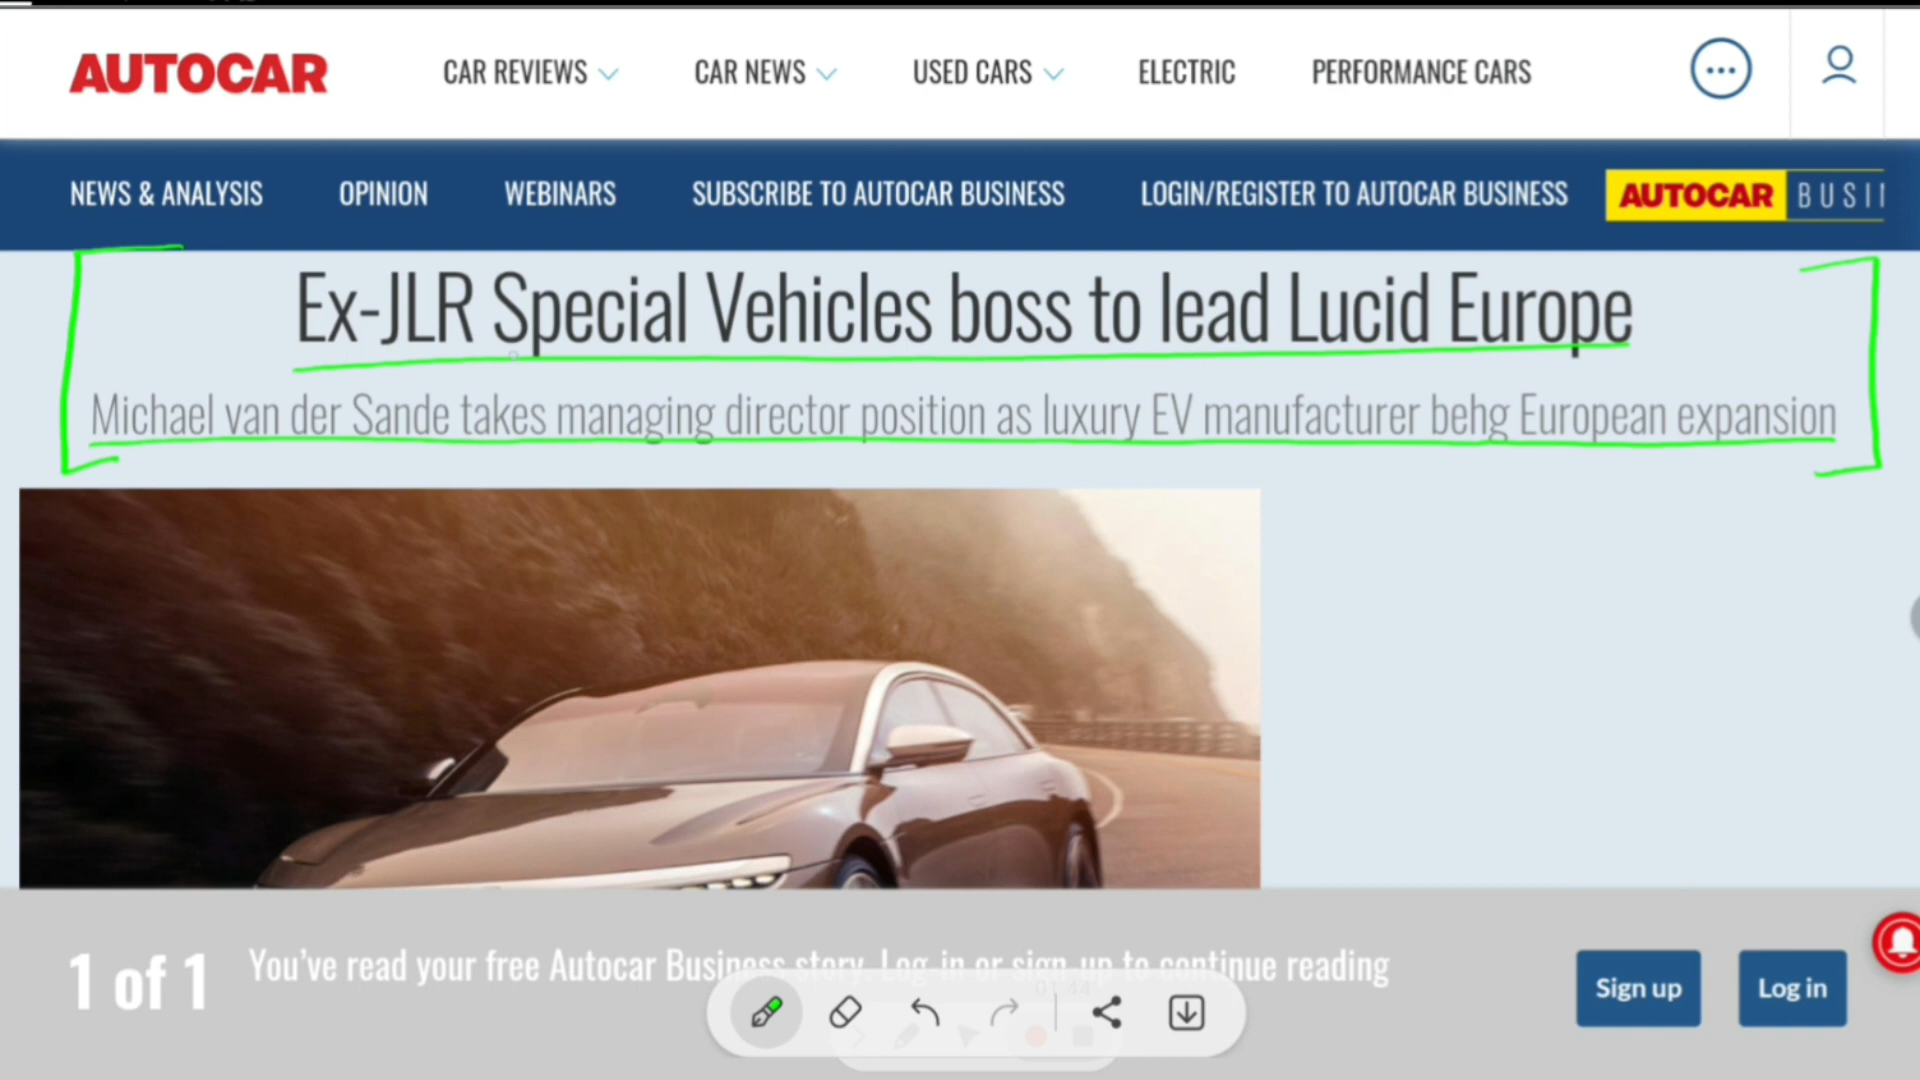 AUTOCAR
CAR REVIEWS
CAR NEWS
USED CARS
ELECTRIC
PERFORMANCE CARS
NEWS & ANALYSIS
OPINION
WEBINARS
SUBSCRIBE TO AUTOCAR BUSINESS
LOGIN/REGISTER TO AUTOCAR BUSINESS
AUTOCAR BUSI
Ex-JLR Special Vehicles boss to lead Lucid Europe
Michael van der Sande takes managing director position as luxury EV manufacturer behg European expansion
1 of 1
You've read your free Autocar Business story. Log-in or sign-up to continue reading
01:44
Sign up
Log in